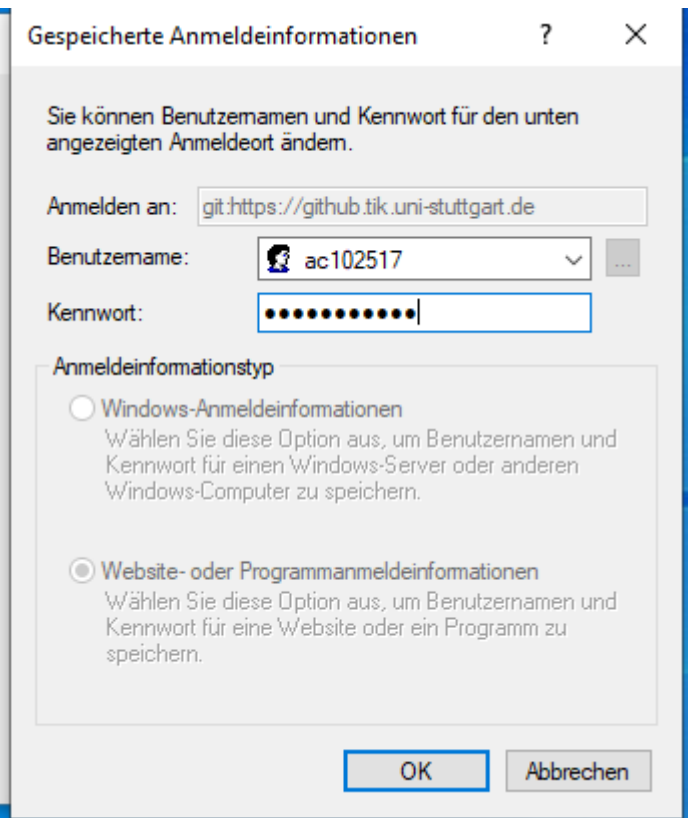 Gespeicherte Anmeldeinformationen ? ×
Sie können Benutzernamen und Kennwort für den unten
angezeigten Anmeldeort ändern.
Anmelden an: git:https://github.tik.uni-stuttgart.de
Benutzername: ac102517 ...
Kennwort: ●●●●●●●●●●●
Anmeldeinformationstyp
Windows-Anmeldeinformationen
Wählen Sie diese Option aus, um Benutzernamen und
Kennwort für einen Windows-Server oder anderen
Windows-Computer zu speichern.
Website- oder Programmanmeldeinformationen
Wählen Sie diese Option aus, um Benutzernamen und
Kennwort für eine Website oder ein Programm zu
speichern.
OK Abbrechen